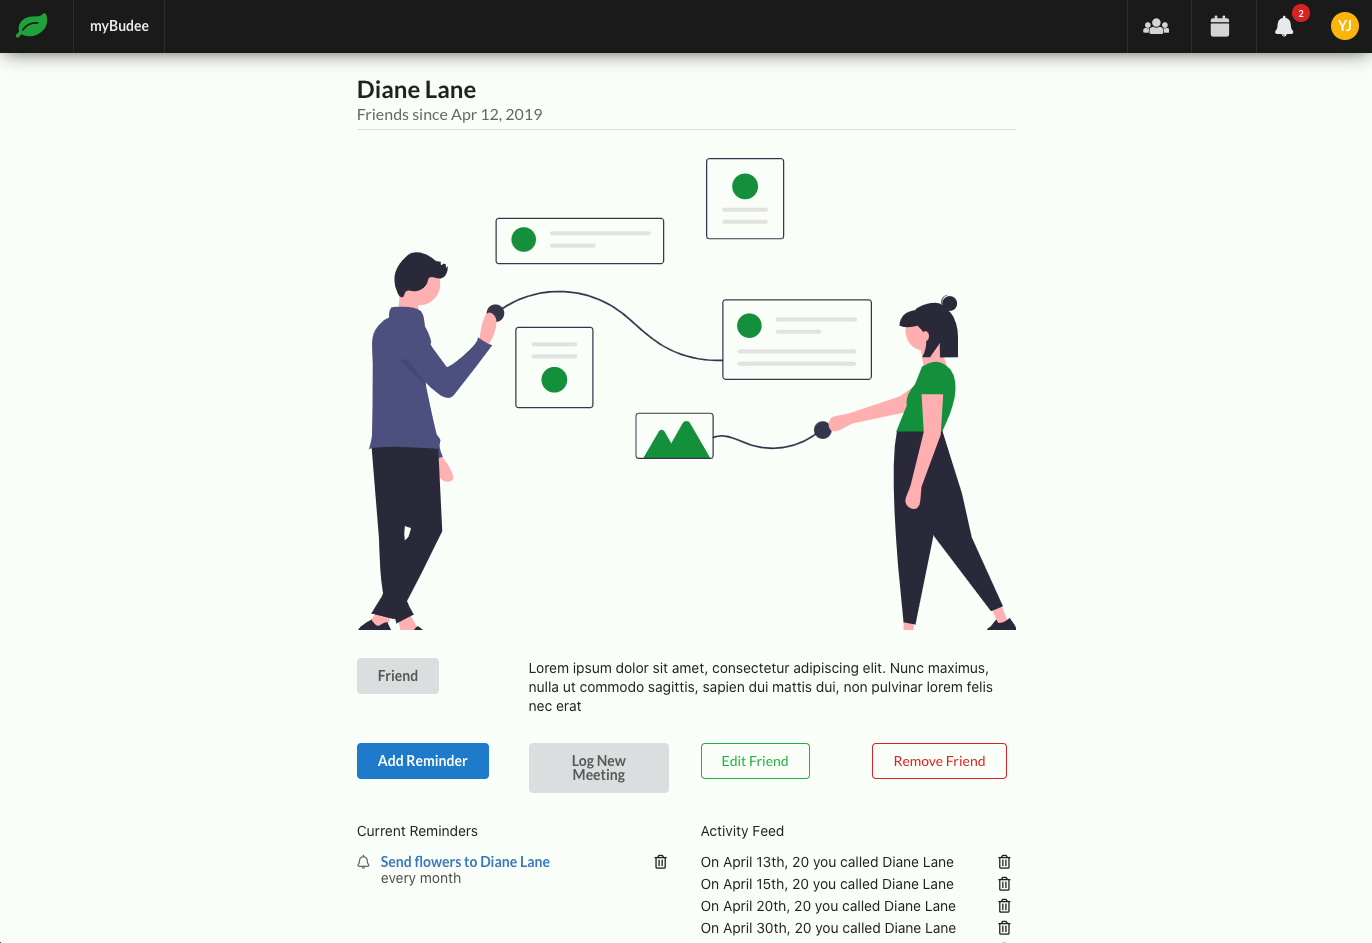 myBudee
2
YJ
Diane Lane
Friends since Apr 12, 2019
Friend
Lorem ipsum dolor sit amet, consectetur adipiscing elit. Nunc maximus,
nulla ut commodo sagittis, sapien dui mattis dui, non pulvinar lorem felis
nec erat
Add Reminder
Log New
Meeting
Edit Friend
Remove Friend
Current Reminders
Send flowers to Diane Lane
every month
Activity Feed
On April 13th, 20 you called Diane Lane
On April 15th, 20 you called Diane Lane
On April 20th, 20 you called Diane Lane
On April 30th, 20 you called Diane Lane